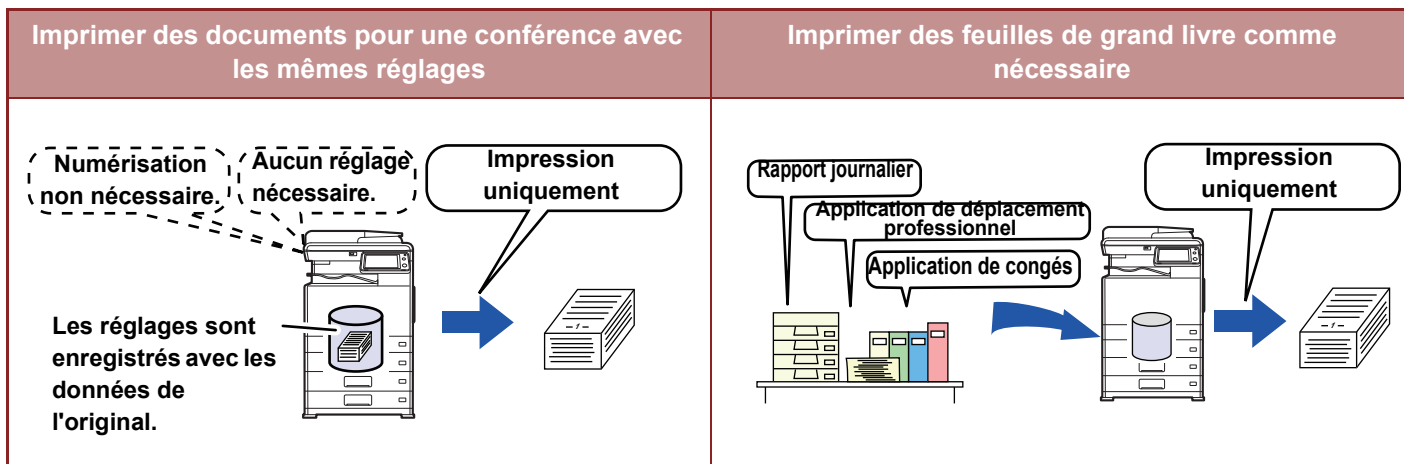 Imprimer des documents pour une conférence avec
les mêmes réglages
Imprimer des feuilles de grand livre comme
nécessaire
Numérisation
non nécessaire.
Aucun réglage
nécessaire.
Impression
uniquement
Les réglages sont
enregistrés avec les
données de
l'original.
-1-
Rapport journalier
Application de déplacement
professionnel
Application de congés
Impression
uniquement
-1-